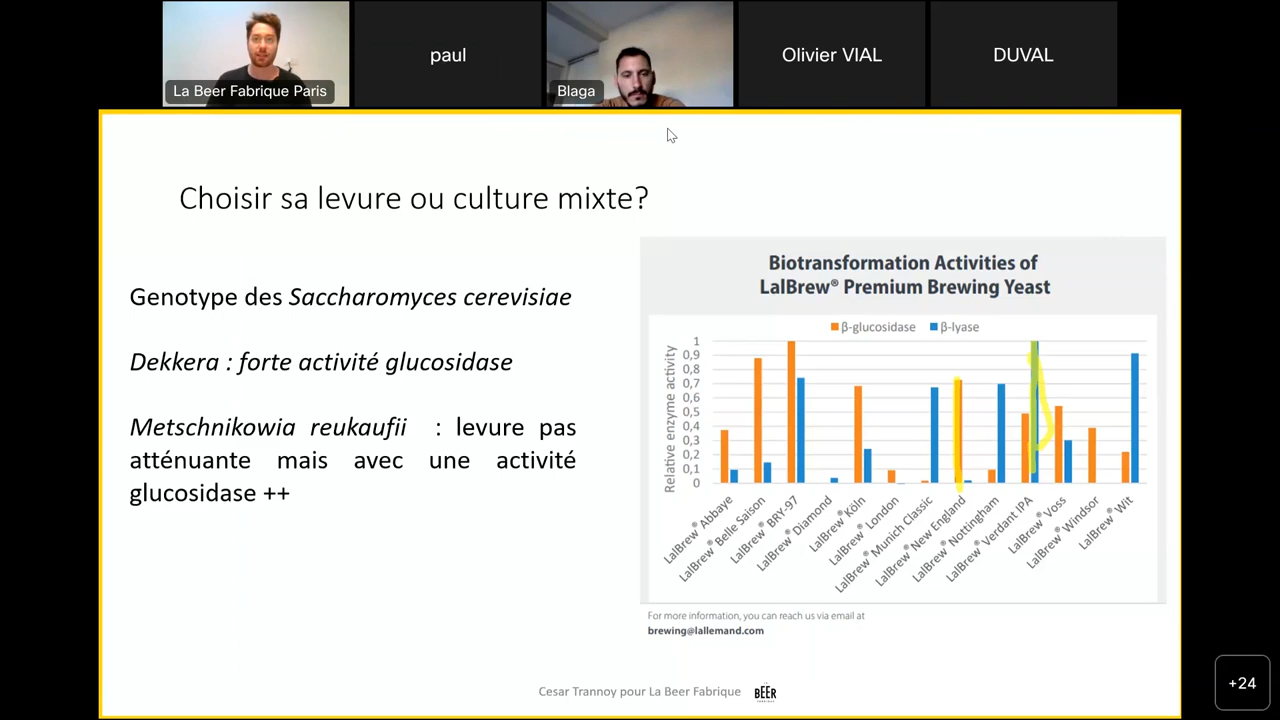 La Beer Fabrique Paris
paul
Blaga
Olivier VIAL
DUVAL
Choisir sa levure ou culture mixte?
Genotype des Saccharomyces cerevisiae
Dekkera : forte activité glucosidase
Metschnikowia reukaufii : levure pas
atténuante mais avec une activité
glucosidase ++
Biotransformation Activities of
LalBrew® Premium Brewing Yeast
β-glucosidase β-lyase
Relative enzyme activity
1
0,9
0,8
0,7
0,6
0,5
0,4
0,3
0,2
0,1
0
LalBrew® Abbaye
LalBrew® Belle Saison
LalBrew® BRY-97
LalBrew® Diamond
LalBrew® Köln
LalBrew® London
LalBrew® Munich Classic
LalBrew® New England
LalBrew® Nottingham
LalBrew® Verdant IPA
LalBrew® Voss
LalBrew® Windsor
LalBrew® Wit
For more information, you can reach us via email at
brewing@lallemand.com
Cesar Trannoy pour La Beer Fabrique
BEER
+24